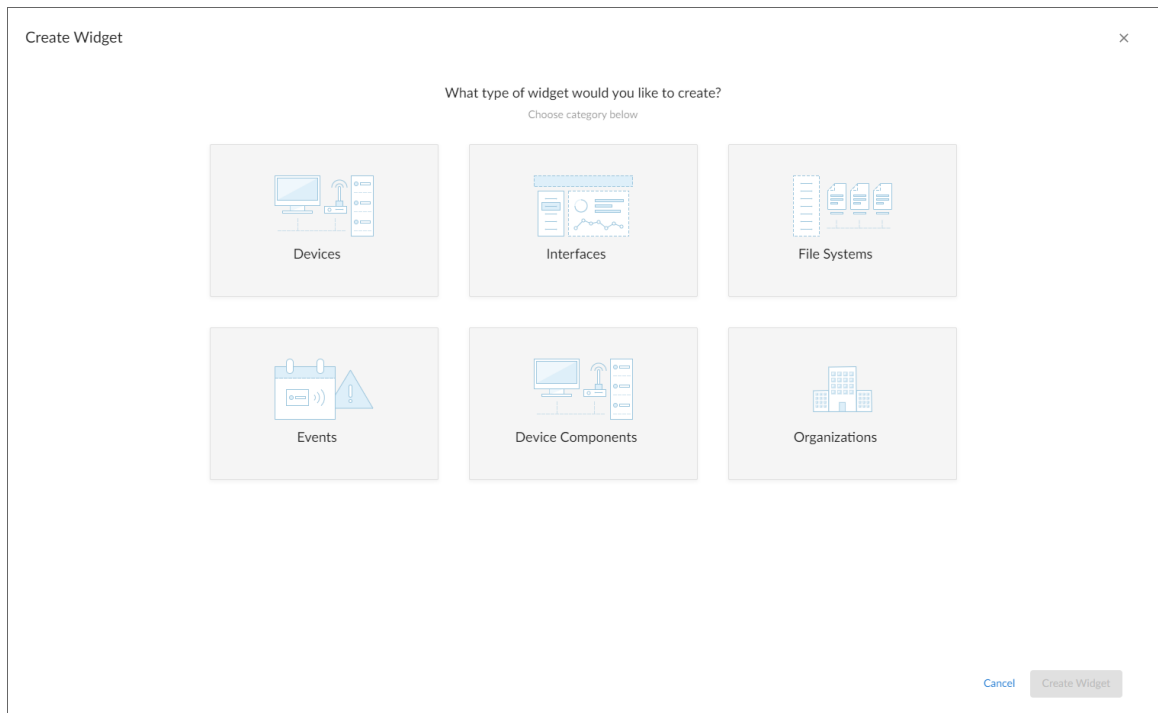 Create Widget
What type of widget would you like to create?
Choose category below
Devices
Interfaces
File Systems
Events
Device Components
Organizations
Cancel
Create Widget